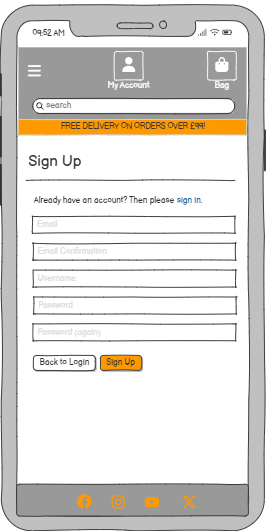 09:52 AM
My Account
Bag
search
FREE DELIVERY ON ORDERS OVER £99!
Sign Up
Already have an account? Then please sign in.
Email
Email Confirmation
Username
Password
Password (again)
Back to Login
Sign Up